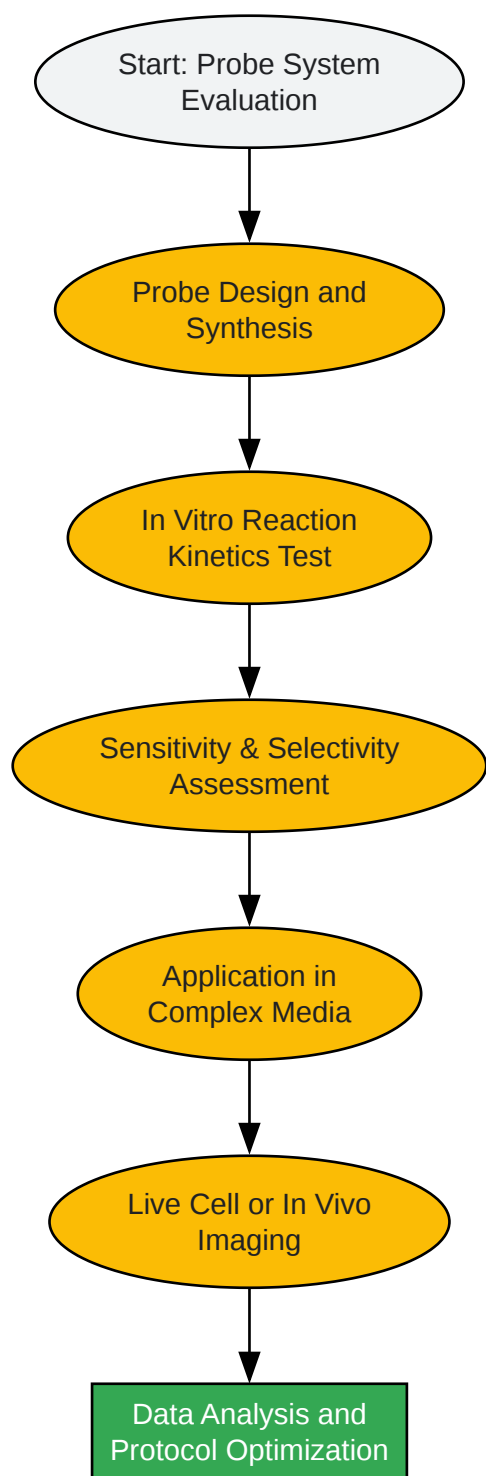 Start: Probe System
Evaluation
Probe Design and
Synthesis
In Vitro Reaction
Kinetics Test
Sensitivity & Selectivity
Assessment
Application in
Complex Media
Live Cell or In Vivo
Imaging
Data Analysis and
Protocol Optimization